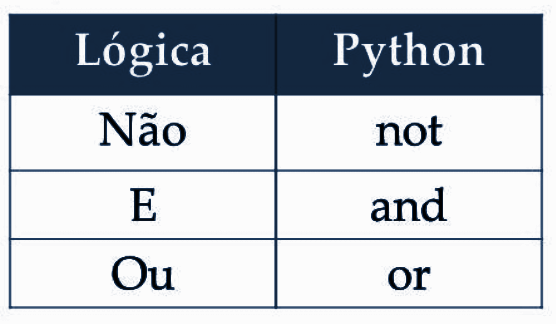 Lógica Python
Não not
E and
Ou or